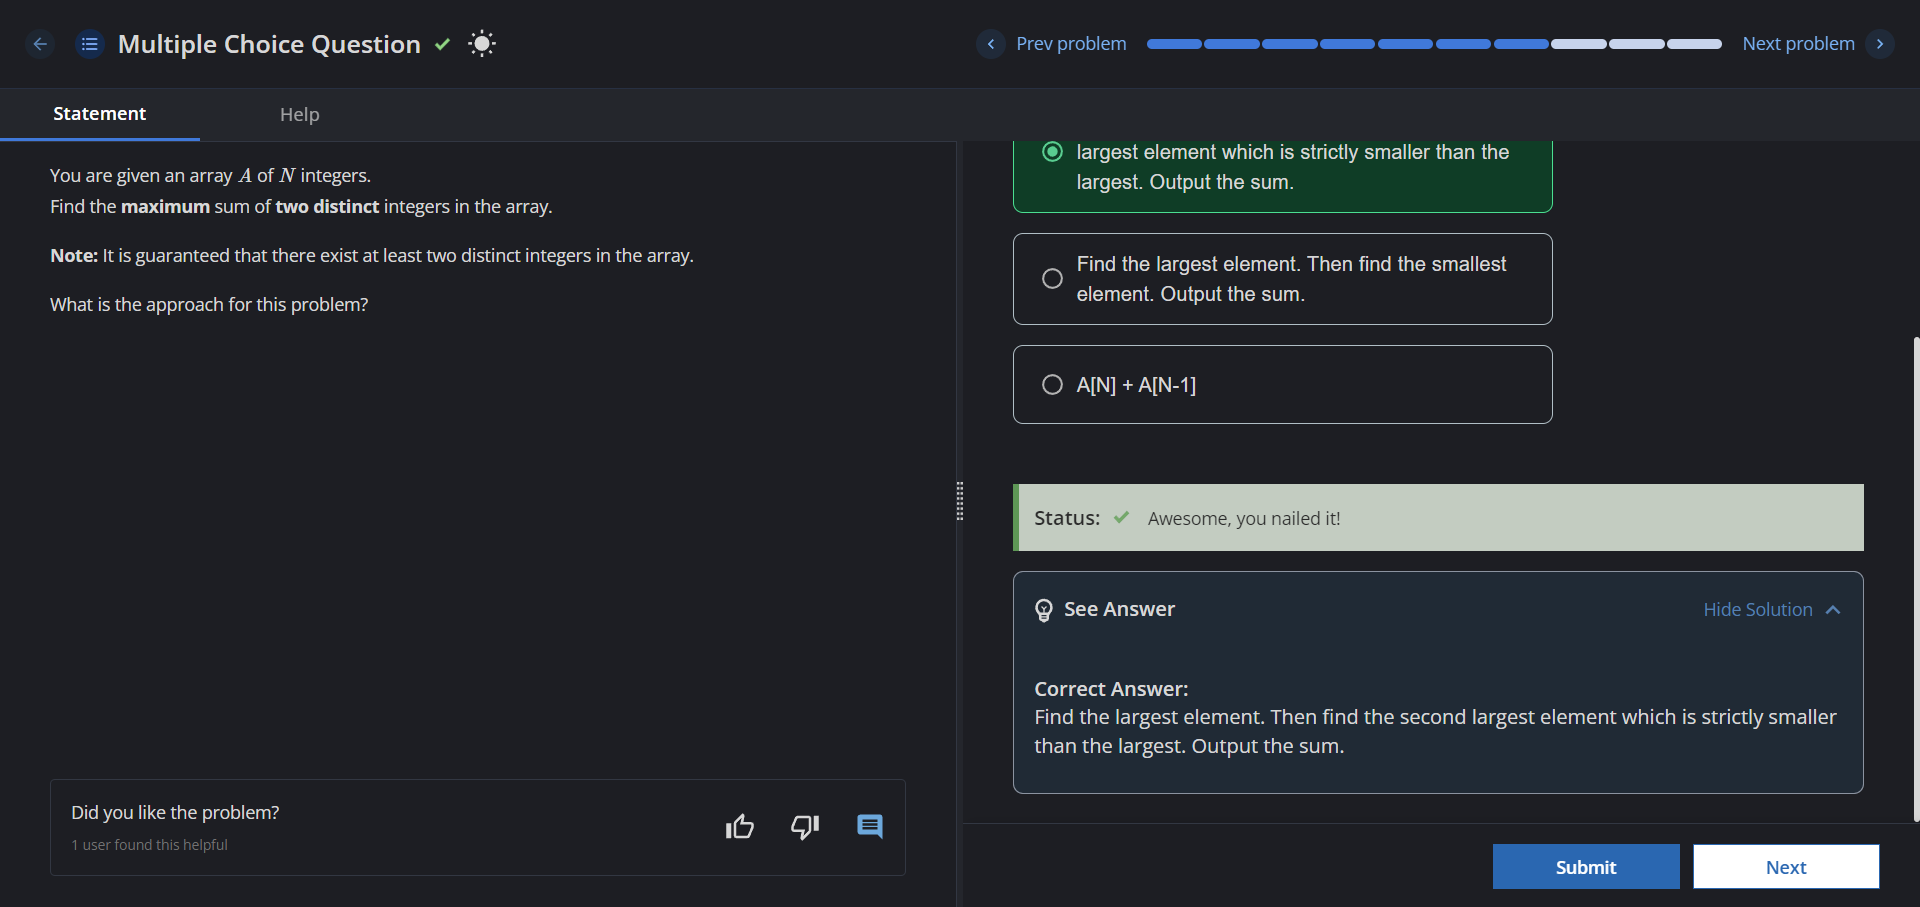 Multiple Choice Question
Prev problem
Next problem
Statement
Help
You are given an array A of N integers.
Find the maximum sum of two distinct integers in the array.
Note: It is guaranteed that there exist at least two distinct integers in the array.
What is the approach for this problem?
Did you like the problem?
1 user found this helpful
largest element which is strictly smaller than the
largest. Output the sum.
Find the largest element. Then find the smallest
element. Output the sum.
A[N] + A[N-1]
Status: Awesome, you nailed it!
See Answer
Hide Solution
Correct Answer:
Find the largest element. Then find the second largest element which is strictly smaller
than the largest. Output the sum.
Submit
Next